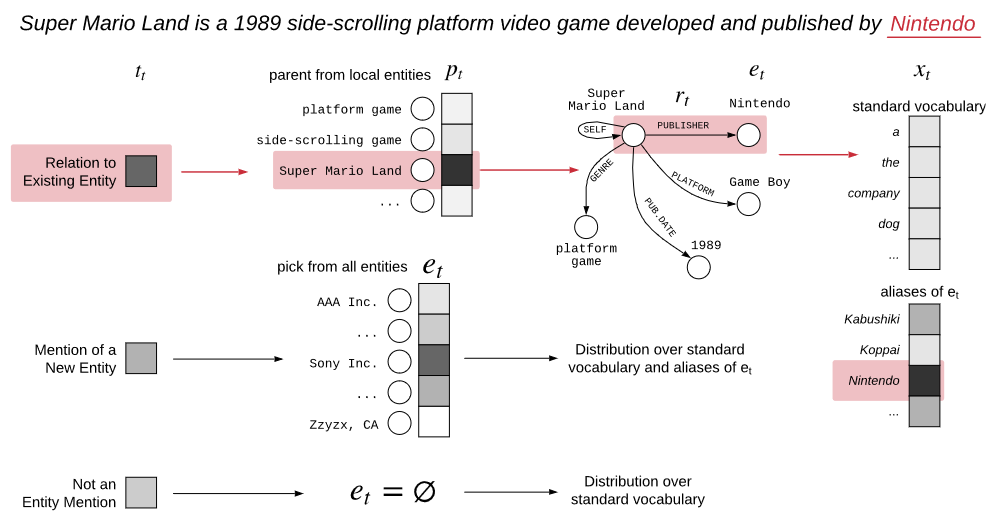 Super Mario Land is a 1989 side-scrolling platform video game developed and published by Nintendo
t_t
parent from local entities p_t
platform game
side-scrolling game
Super Mario Land
...
Relation to
Existing Entity
e_t
r_t
Super
Mario Land
Nintendo
SELF
PUBLISHER
GENRE
PLATFORM
Game Boy
PUB.DATE
1989
platform
game
x_t
standard vocabulary
a
the
company
dog
...
aliases of e_t
Kabushiki
Koppai
Nintendo
...
Mention of a
New Entity
pick from all entities e_t
AAA Inc.
...
Sony Inc.
...
Zzyzx, CA
Distribution over standard
vocabulary and aliases of e_t
Not an
Entity Mention
e_t = ∅
Distribution over
standard vocabulary